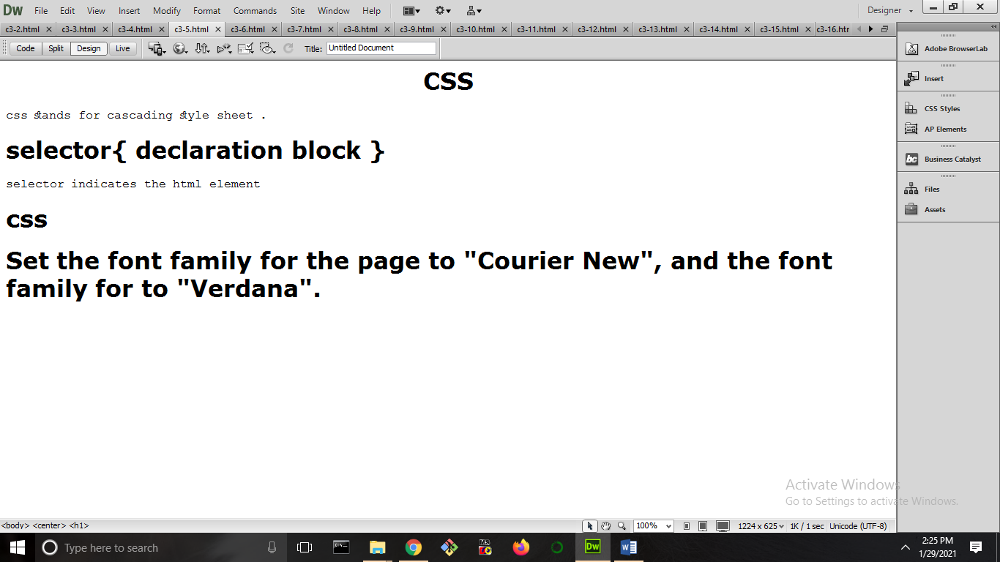 Dw File Edit View Insert Modify Format Commands Site Window Help Designer
c3-2.html c3-3.html c3-4.html c3-5.html c3-6.html c3-7.html c3-8.html c3-9.html c3-10.html c3-11.html c3-12.html c3-13.html c3-14.html c3-15.html c3-16.htm
Code Split Design Live Title: Untitled Document
CSS
css stands for cascading style sheet .
selector{ declaration block }
selector indicates the html element
css
Set the font family for the page to "Courier New", and the font
family for to "Verdana".
Adobe BrowserLab
Insert
CSS Styles
AP Elements
bc Business Catalyst
Files
Assets
Activate Windows
Go to Settings to activate Windows.
<body> <center> <h1> 100% 1224 x 625 1K / 1 sec Unicode (UTF-8)
Type here to search Dw 2:25 PM
1/29/2021